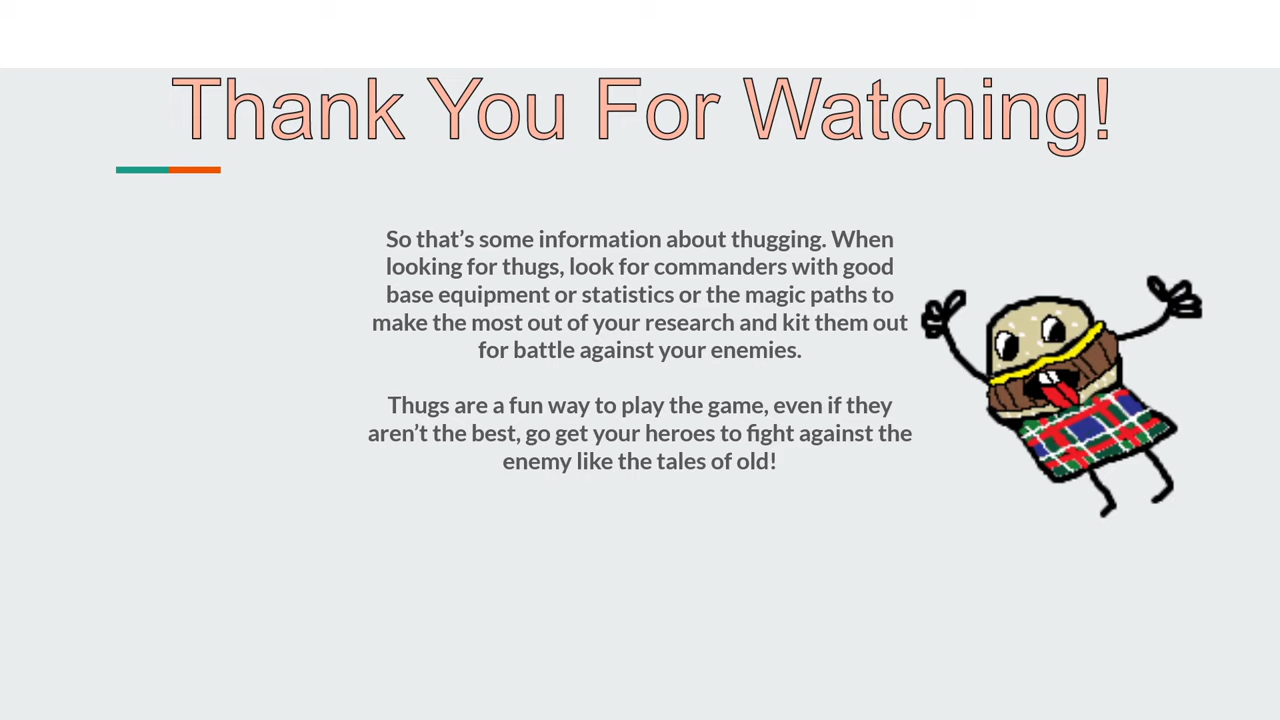 Thank You For Watching!
So that’s some information about thugging. When
looking for thugs, look for commanders with good
base equipment or statistics or the magic paths to
make the most out of your research and kit them out
for battle against your enemies.
Thugs are a fun way to play the game, even if they
aren’t the best, go get your heroes to fight against the
enemy like the tales of old!